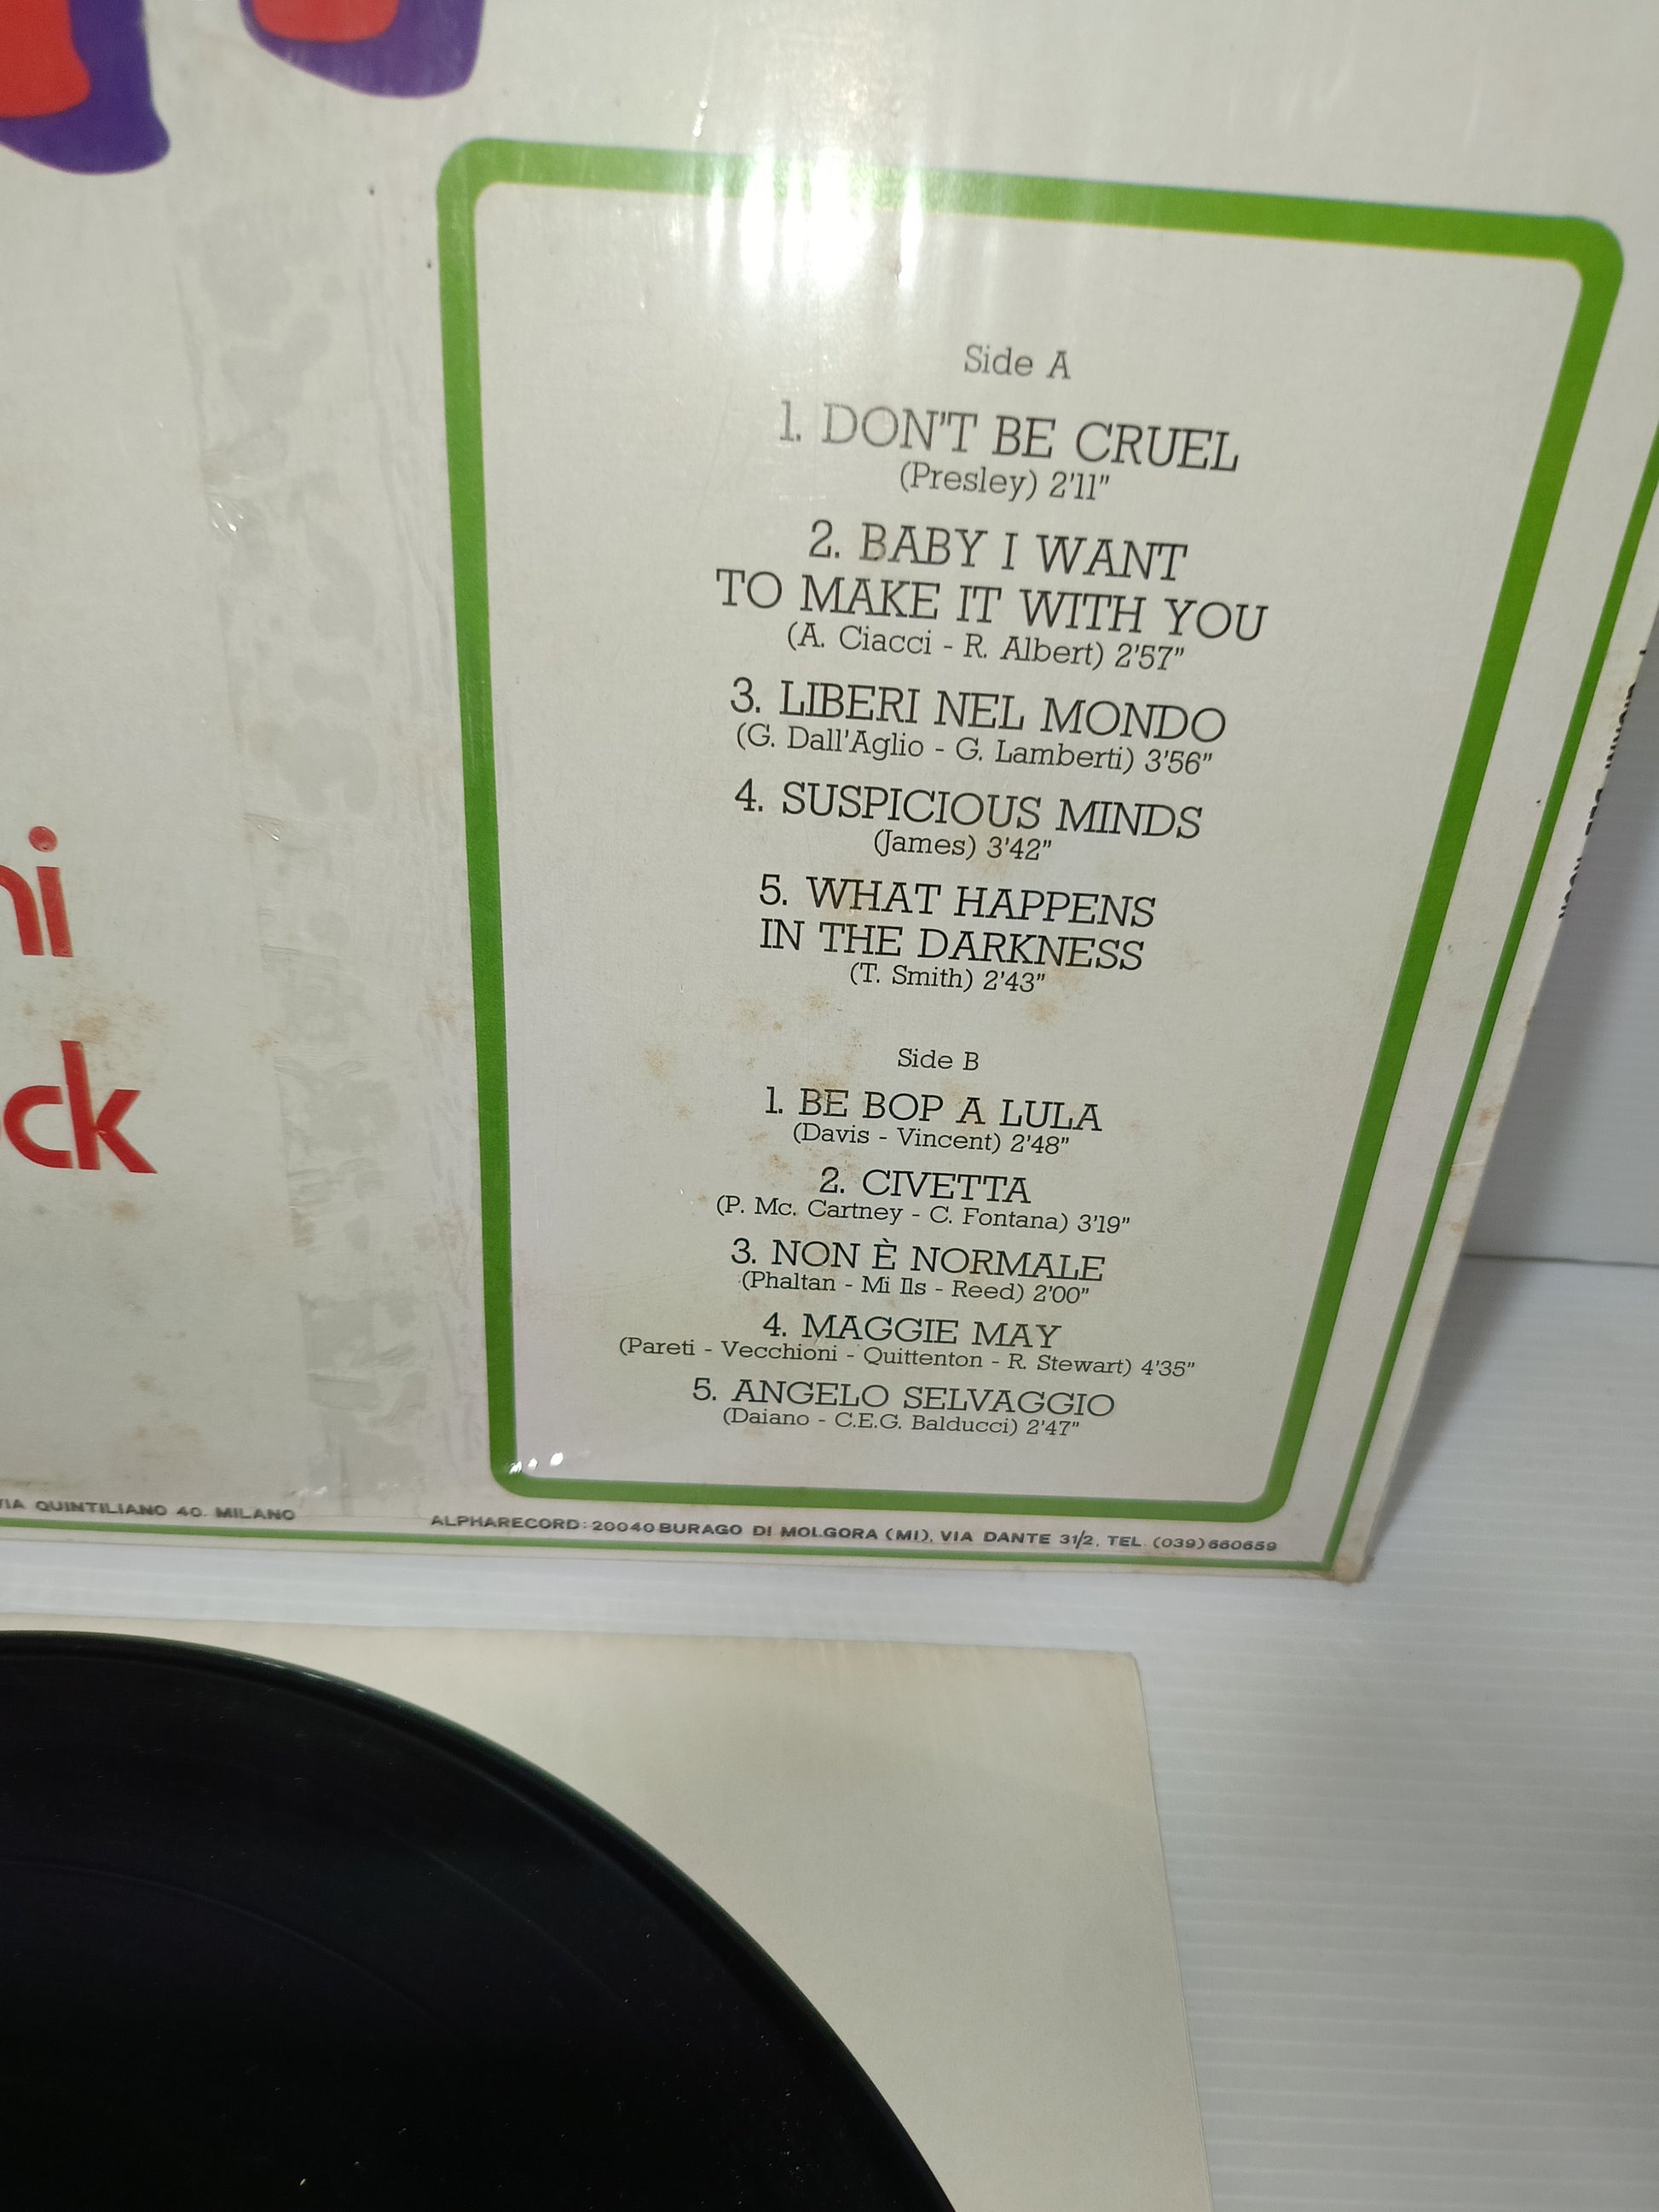 Side A
1. DON'T BE CRUEL
(Presley) 2'11"
2. BABY I WANT
TO MAKE IT WITH YOU
(A. Ciacci - R. Albert) 2'57"
3. LIBERI NEL MONDO
(G. Dall'Aglio - G. Lamberti) 3'56"
4. SUSPICIOUS MINDS
(James) 3'42"
5. WHAT HAPPENS
IN THE DARKNESS
(T. Smith) 2'43"
Side B
1. BE BOP A LULA
(Davis - Vincent) 2'48"
2. CIVETTA
(P. Mc. Cartney - C. Fontana) 3'19"
3. NON È NORMALE
(Phaltan - Mi Ils - Reed) 2'00"
4. MAGGIE MAY
(Pareti - Vecchioni - Quittenton - R. Stewart) 4'35"
5. ANGELO SELVAGGIO
(Daiano - C.E.G. Balducci) 2'47"
ni
ck
VIA QUINTILIANO 40. MILANO
ALPHARECORD: 20040 BURAGO DI MOLGORA (MI), VIA DANTE 31/2, TEL. (039) 660659